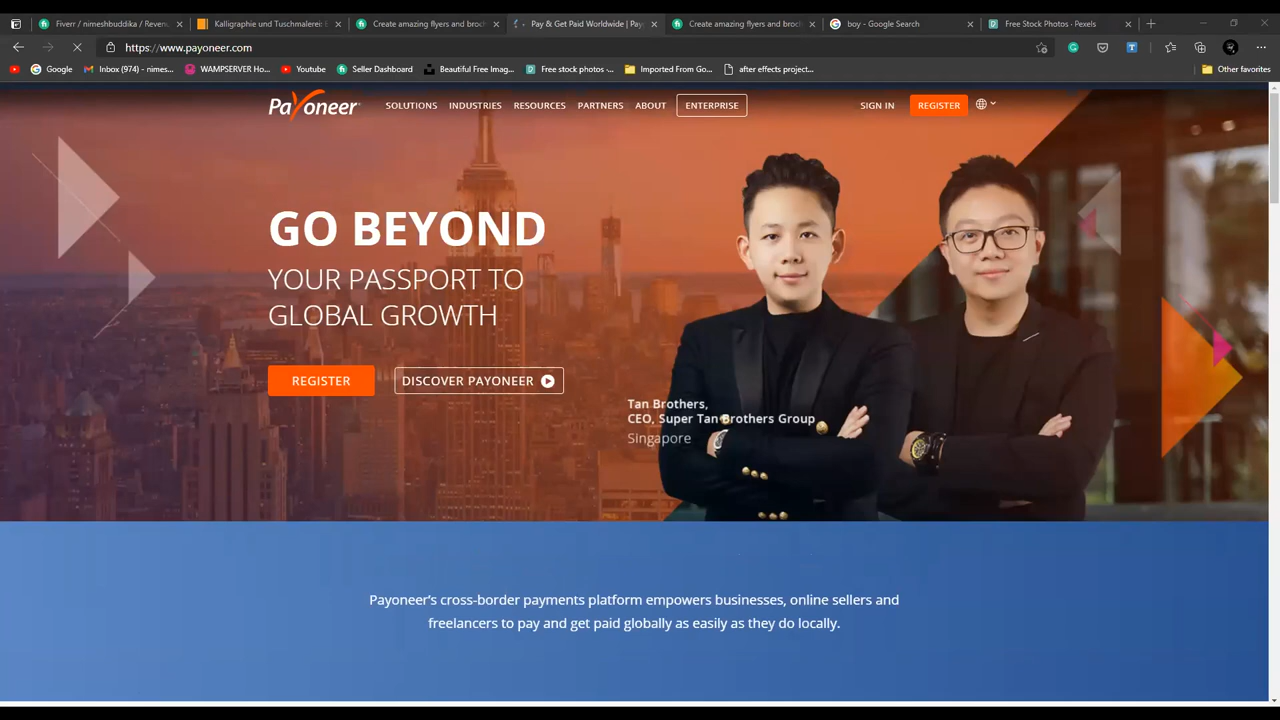 Fiverr / nimeshbuddika / Revenu
Kalligraphie und Tuschmalerei:
Create amazing flyers and broch
Pay & Get Paid Worldwide | Pay
Create amazing flyers and broch
boy - Google Search
Free Stock Photos · Pexels
https://www.payoneer.com
Google
Inbox (974) - nimes...
WAMPSERVER Ho...
Youtube
Seller Dashboard
Beautiful Free Imag...
Free stock photos ·...
Imported From Go...
after effects project...
Other favorites
Payoneer
SOLUTIONS
INDUSTRIES
RESOURCES
PARTNERS
ABOUT
ENTERPRISE
SIGN IN
REGISTER
GO BEYOND
YOUR PASSPORT TO
GLOBAL GROWTH
REGISTER
DISCOVER PAYONEER
Tan Brothers,
CEO, Super Tan Brothers Group
Singapore
Payoneer's cross-border payments platform empowers businesses, online sellers and
freelancers to pay and get paid globally as easily as they do locally.